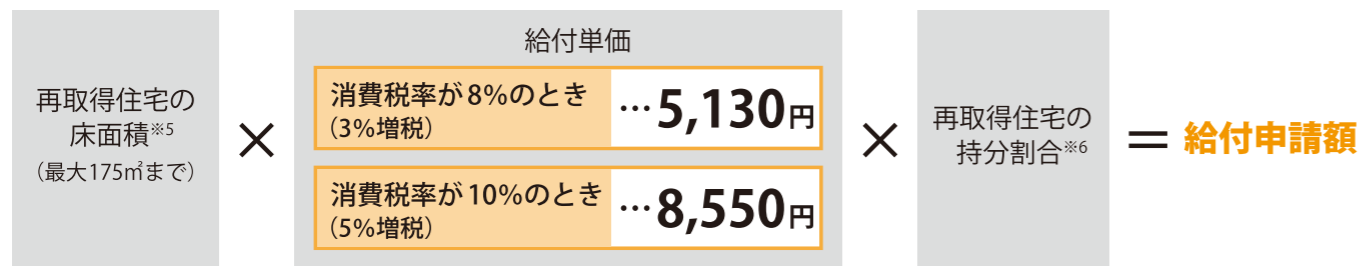 再取得住宅の
床面積※5
（最大175㎡まで）
×
給付単価
消費税率が8%のとき
（3%増税）
…5,130円
消費税率が10%のとき
（5%増税）
…8,550円
×
再取得住宅の
持分割合※6
＝給付申請額